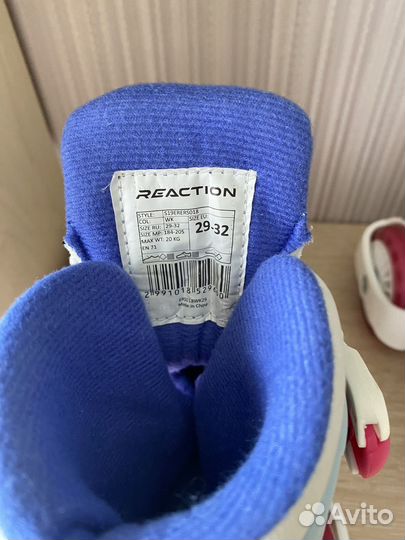 REACTION
STYLE: S19ERERS018
COL: WK SIZE EU
SIZE RU: 29-32 29-32
SIZE MP: 184-205
MAX WT: 20 KG
EN 71
Made in China
Avito